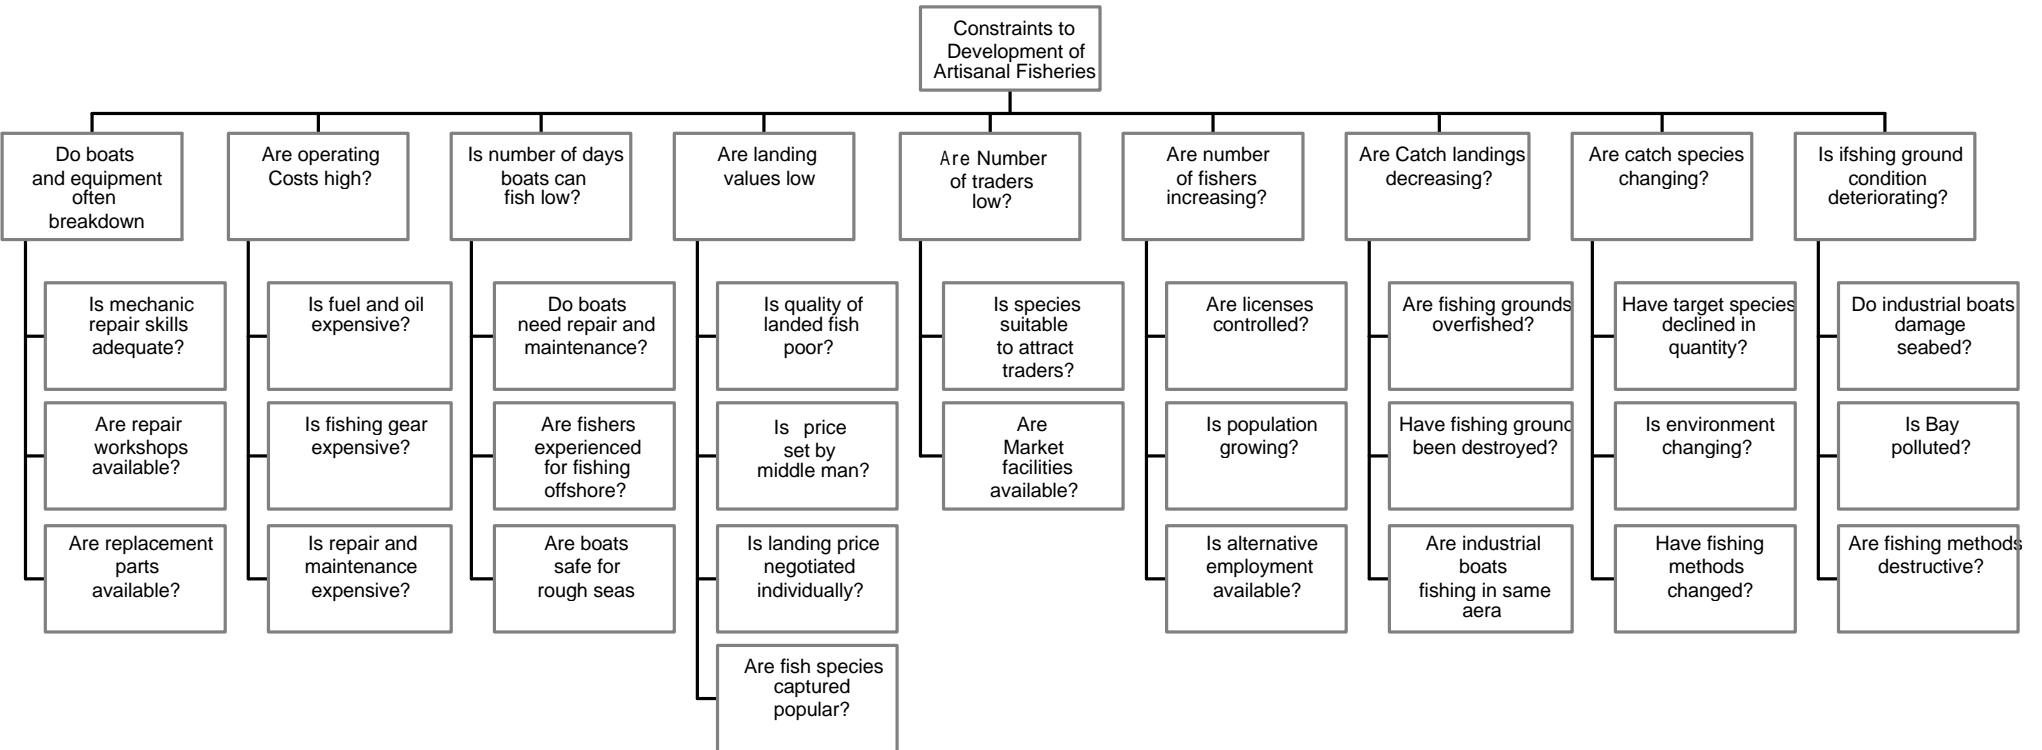 Constraints to
Development of
Artisanal Fisheries
Do boats
and equipment
often
breakdown
Are operating
Costs high?
Is number of days
boats can
fish low?
Are landing
values low
Are Number
of traders
low?
Are number
of fishers
increasing?
Are Catch landings
decreasing?
Are catch species
changing?
Is ifshing ground
condition
deteriorating?
Is mechanic
repair skills
adequate?
Is fuel and oil
expensive?
Do boats
need repair and
maintenance?
Is quality of
landed fish
poor?
Is species
suitable
to attract
traders?
Are licenses
controlled?
Are fishing grounds
overfished?
Have target species
declined in
quantity?
Do industrial boats
damage
seabed?
Are repair
workshops
available?
Is fishing gear
expensive?
Are fishers
experienced
for fishing
offshore?
Is price
set by
middle man?
Are
Market
facilities
available?
Is population
growing?
Have fishing ground
been destroyed?
Is environment
changing?
Is Bay
polluted?
Are replacement
parts
available?
Is repair and
maintenance
expensive?
Are boats
safe for
rough seas
Is landing price
negotiated
individually?
Is alternative
employment
available?
Are industrial
boats
fishing in same
aera
Have fishing
methods
changed?
Are fishing methods
destructive?
Are fish species
captured
popular?